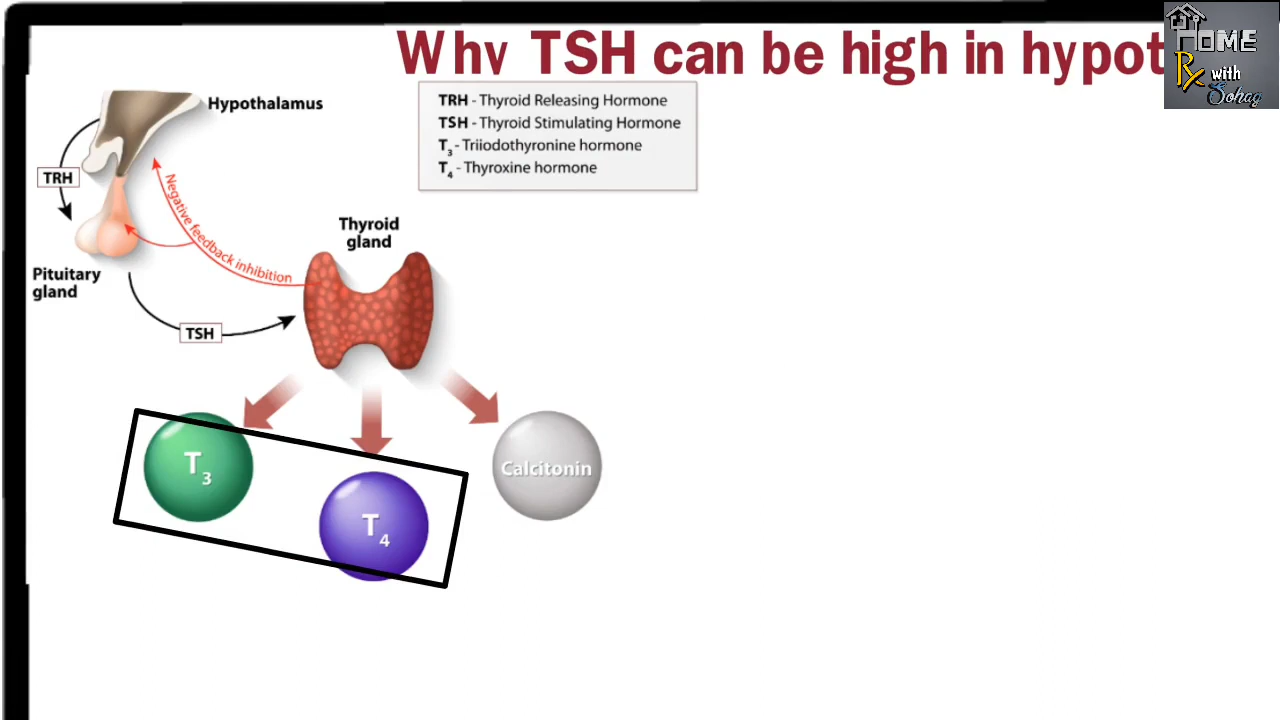 Why TSH can be high in hypot
HOME
Rx with
Sohag
Hypothalamus
TRH - Thyroid Releasing Hormone
TSH - Thyroid Stimulating Hormone
T3 - Triiodothyronine hormone
T4 - Thyroxine hormone
TRH
Negative feedback inhibition
Thyroid
gland
Pituitary
gland
TSH
T3
T4
Calcitonin